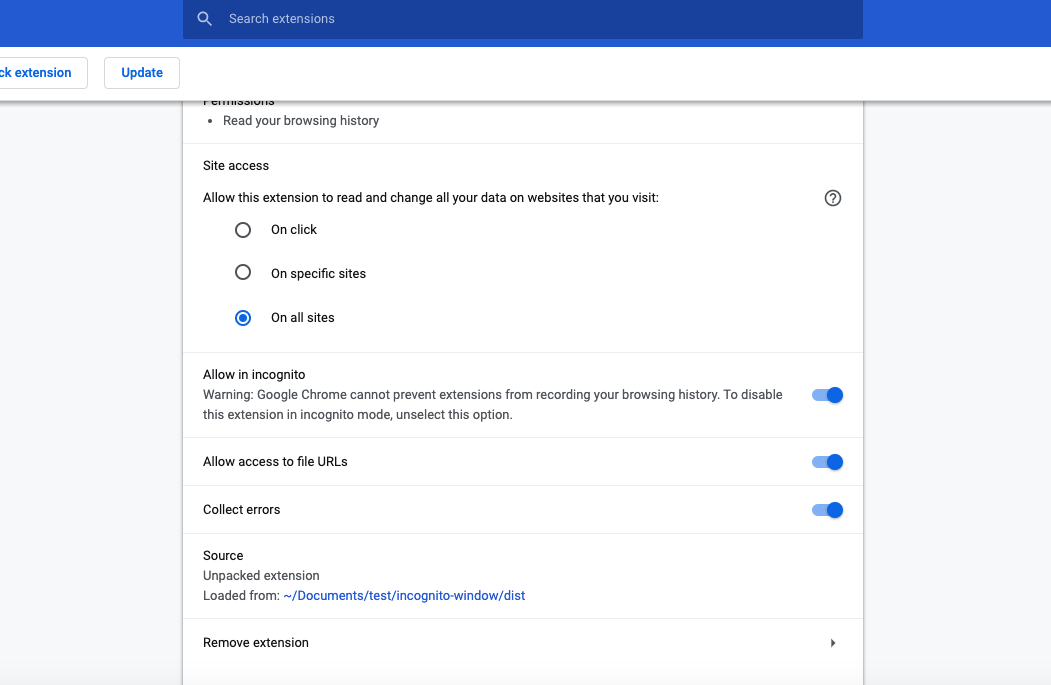 Search extensions
ck extension
Update
Permissions
• Read your browsing history
Site access
Allow this extension to read and change all your data on websites that you visit:
On click
On specific sites
On all sites
Allow in incognito
Warning: Google Chrome cannot prevent extensions from recording your browsing history. To disable
this extension in incognito mode, unselect this option.
Allow access to file URLs
Collect errors
Source
Unpacked extension
Loaded from: ~/Documents/test/incognito-window/dist
Remove extension